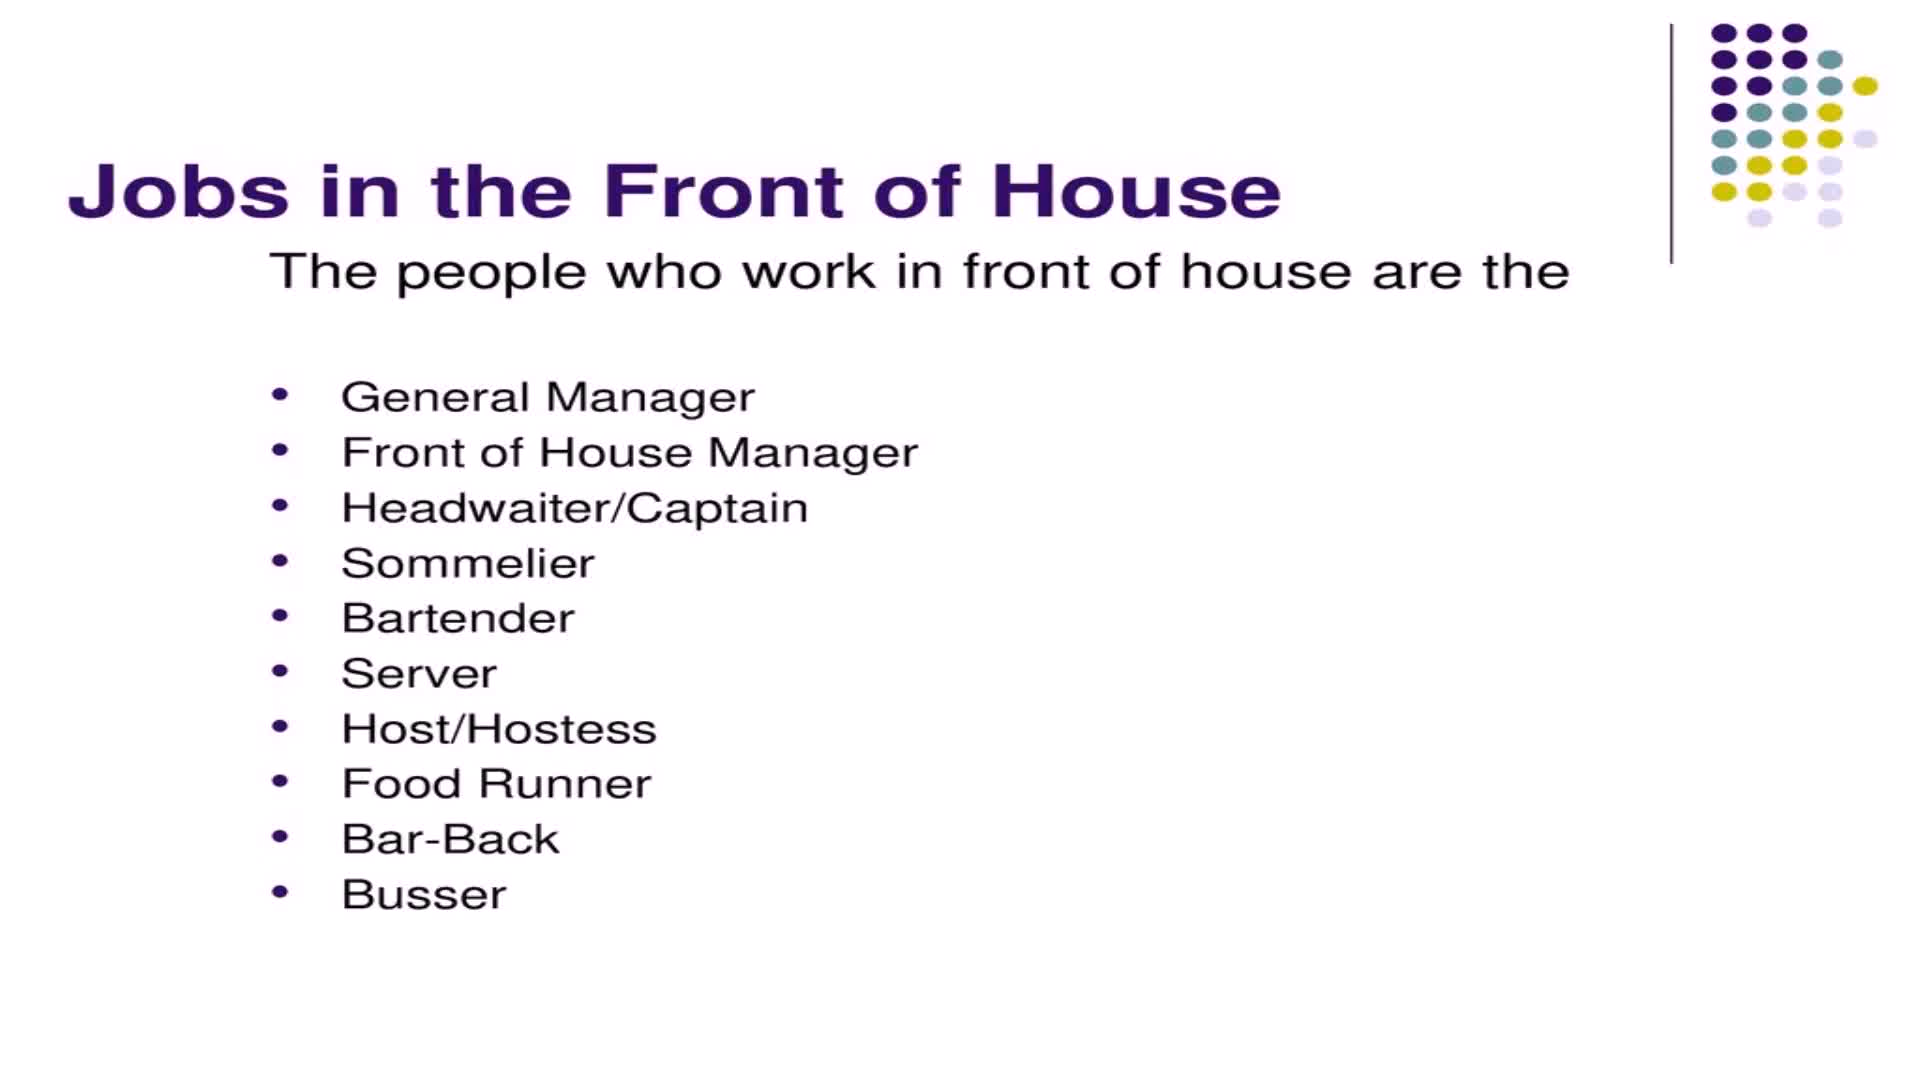 Jobs in the Front of House
The people who work in front of house are the
• General Manager
• Front of House Manager
• Headwaiter/Captain
• Sommelier
• Bartender
• Server
• Host/Hostess
• Food Runner
• Bar-Back
• Busser